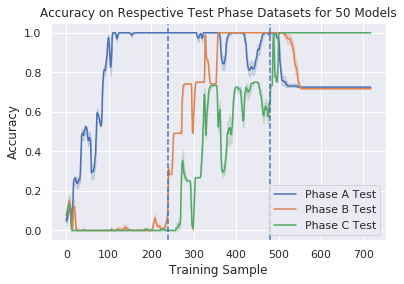 Accuracy on Respective Test Phase Datasets for 50 Models
Accuracy
1.0
0.8
0.6
0.4
0.2
0.0
0 100 200 300 400 500 600 700
Training Sample
Phase A Test
Phase B Test
Phase C Test